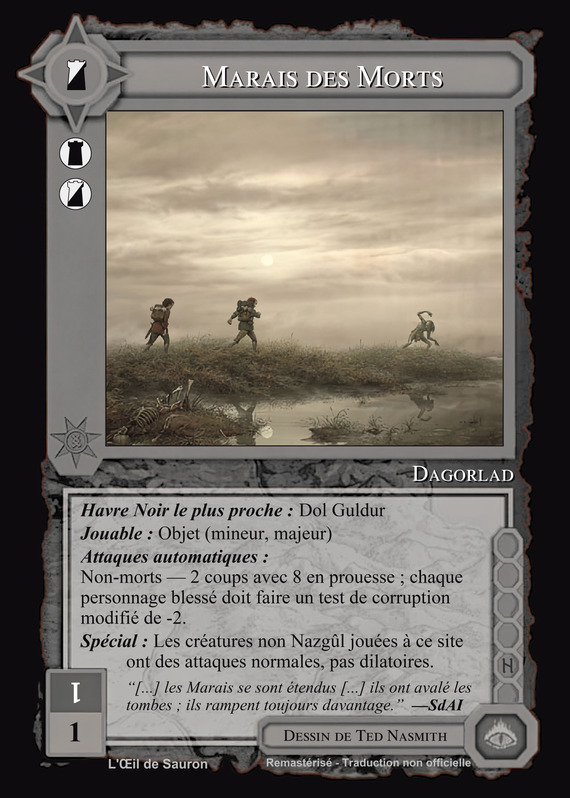 Marais des Morts
Dagorlad
Havre Noir le plus proche : Dol Guldur
Jouable : Objet (mineur, majeur)
Attaques automatiques :
Non-morts — 2 coups avec 8 en prouesse ; chaque
personnage blessé doit faire un test de corruption
modifié de -2.
Spécial : Les créatures non Nazgûl jouées à ce site
ont des attaques normales, pas dilatoires.
“[...] les Marais se sont étendus [...] ils ont avalé les
tombes ; ils rampent toujours davantage.” —SdAI
1
1
Dessin de Ted Nasmith
L'Œil de Sauron
Remastérisé - Traduction non officielle